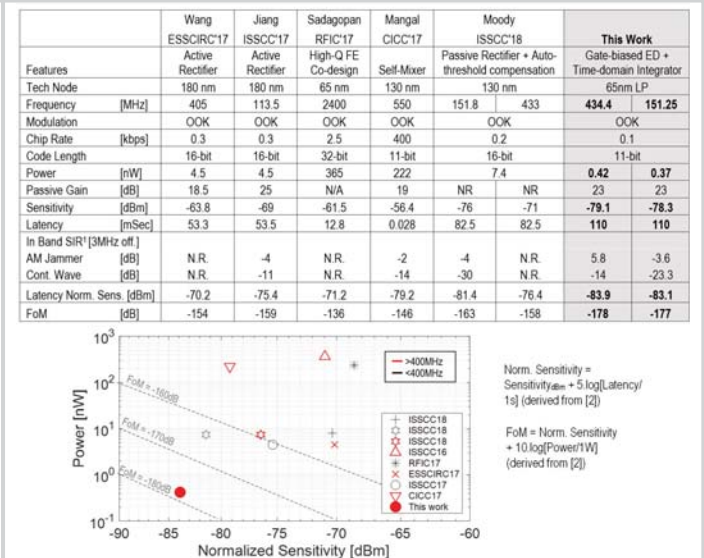 Wang Jiang Sadagopan Mangal Moody
ESSCIRC'17 ISSCC'17 RFIC'17 CICC'17 ISSCC'18 This Work
Features Active Rectifier Active Rectifier High-Q FE Co-design Self-Mixer Passive Rectifier + Auto-threshold compensation Gate-biased ED + Time-domain Integrator
Tech Node 180 nm 180 nm 65 nm 130 nm 130 nm 65nm LP
Frequency [MHz] 405 113.5 2400 550 151.8 433 434.4 151.25
Modulation OOK OOK OOK OOK OOK OOK
Chip Rate [kbps] 0.3 0.3 2.5 400 0.2 0.1
Code Length 16-bit 16-bit 32-bit 11-bit 16-bit 11-bit
Power [nW] 4.5 4.5 365 222 7.4 0.42 0.37
Passive Gain [dB] 18.5 25 N/A 19 NR NR 23 23
Sensitivity [dBm] -63.8 -69 -61.5 -56.4 -76 -71 -79.1 -78.3
Latency [mSec] 53.3 53.5 12.8 0.028 82.5 82.5 110 110
In Band SIR¹ [3MHz off.]
AM Jammer [dB] N.R. -4 N.R. -2 -4 N.R. 5.8 -3.6
Cont. Wave [dB] N.R. -11 N.R. -14 -30 N.R. -14 -23.3
Latency Norm. Sens. [dBm] -70.2 -75.4 -71.2 -79.2 -81.4 -76.4 -83.9 -83.1
FoM [dB] -154 -159 -136 -146 -163 -158 -178 -177
10³
10²
10¹
10⁰
10⁻¹
Power [nW]
FoM = -160dB
FoM = -170dB
FoM = -180dB
>400MHz
<400MHz
ISSCC18
ISSCC18
ISSCC18
ISSCC16
RFIC17
ESSCIRC17
ISSCC17
CICC17
This work
-90 -85 -80 -75 -70 -65 -60
Normalized Sensitivity [dBm]
Norm. Sensitivity =
Sensitivity dBm + 5.log[Latency/
1s] (derived from [2])
FoM = Norm. Sensitivity
+ 10.log[Power/1W]
(derived from [2])